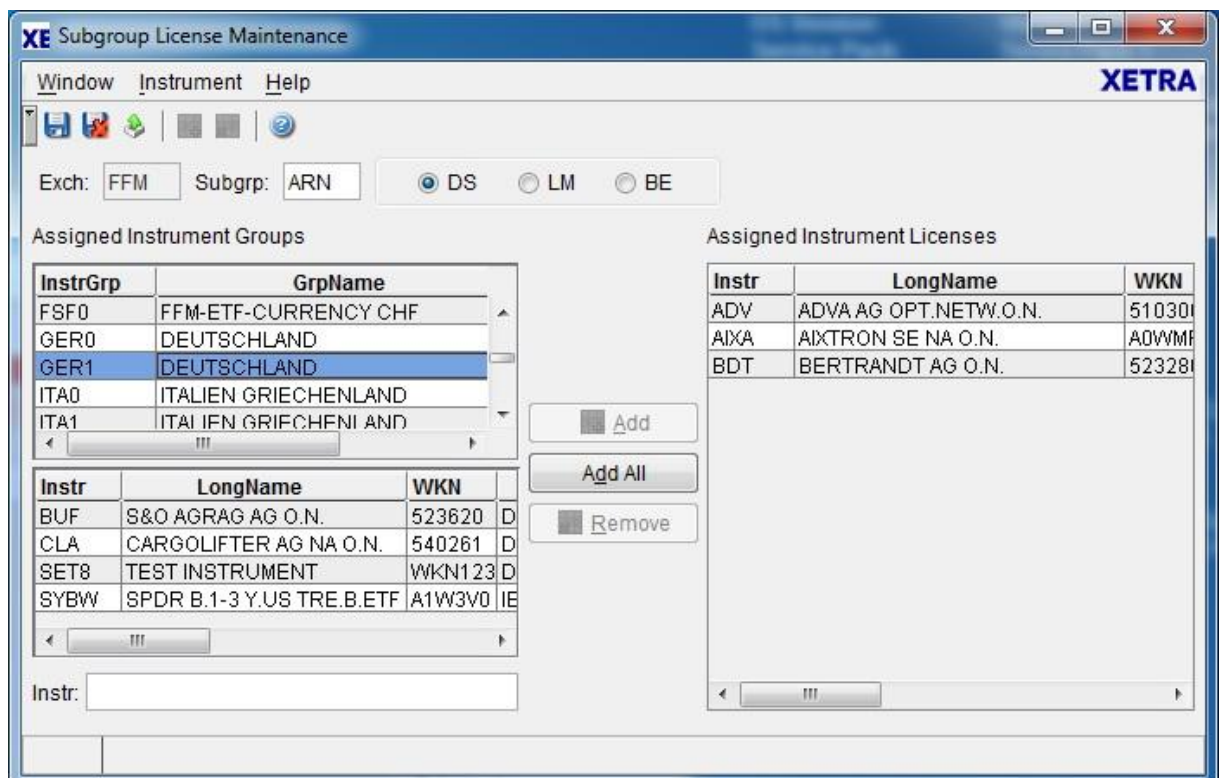 XE Subgroup License Maintenance
Window Instrument Help XETRA
Exch: FFM Subgrp: ARN DS LM BE
Assigned Instrument Groups
InstrGrp GrpName
FSF0 FFM-ETF-CURRENCY CHF
GER0 DEUTSCHLAND
GER1 DEUTSCHLAND
ITA0 ITALIEN GRIECHENLAND
ITA1 ITALIEN GRIECHENLAND
Instr LongName WKN
BUF S&O AGRAG AG O.N. 523620 D
CLA CARGOLIFTER AG NA O.N. 540261 D
SET8 TEST INSTRUMENT WKN123 D
SYBW SPDR B.1-3 Y.US TRE.B.ETF A1W3V0 IE
Instr:
Add
Add All
Remove
Assigned Instrument Licenses
Instr LongName WKN
ADV ADVA AG OPT.NETW.O.N. 51030
AIXA AIXTRON SE NA O.N. A0WM
BDT BERTRANDT AG O.N. 52328